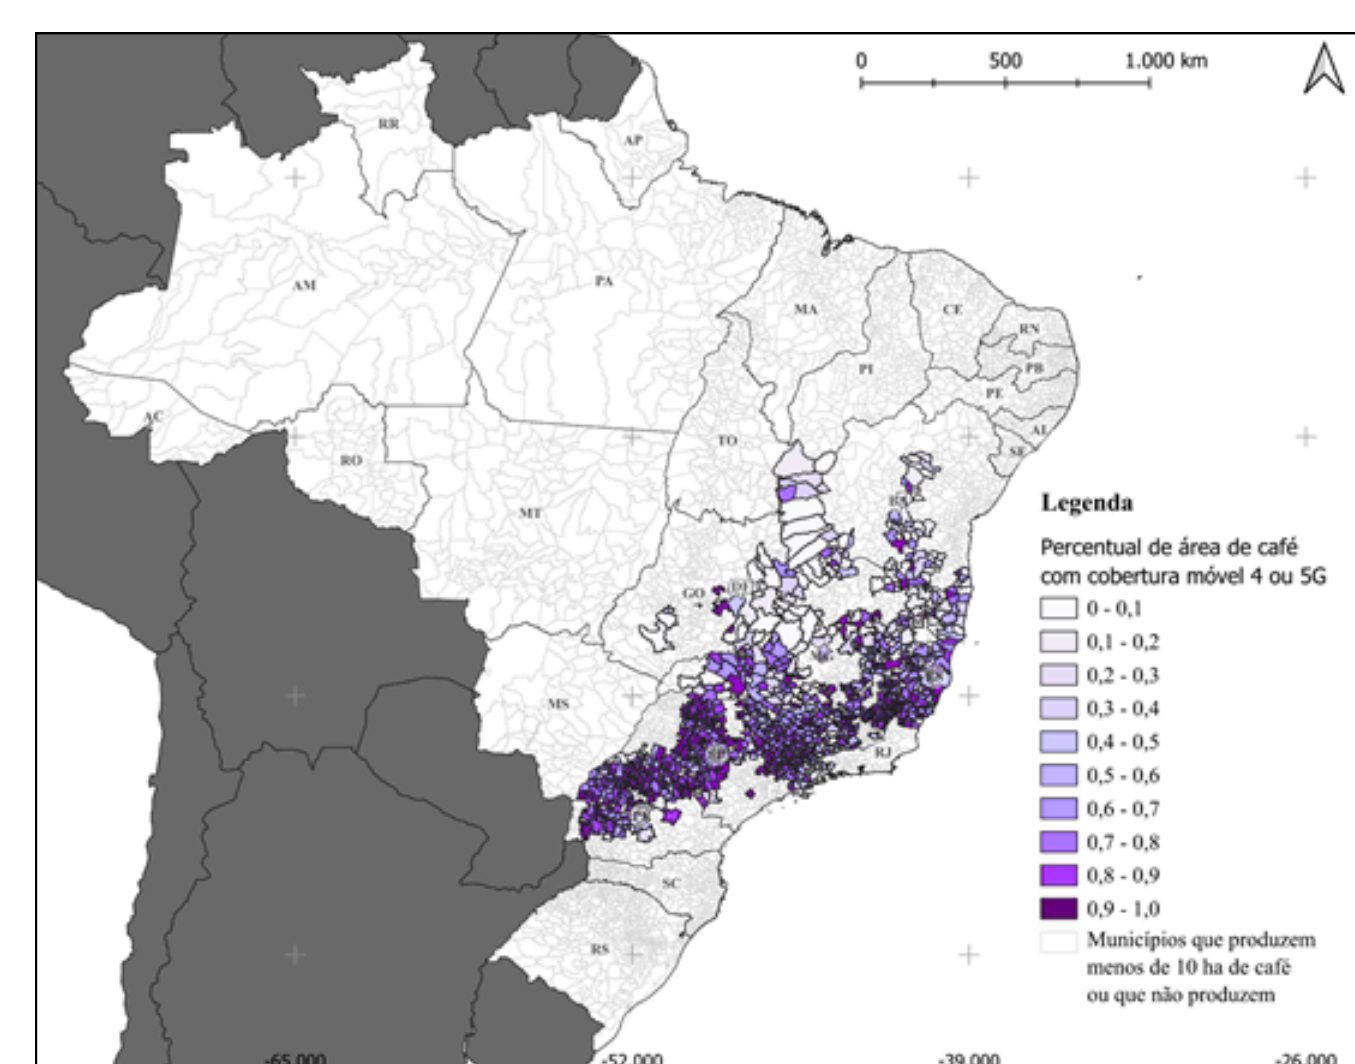 0 500 1.000 km
RR
AP
AM
PA
MA
CE
RN
PI
PB
PE
AC
AL
TO
SE
RO
BA
Legenda
MT
Percentual de área de café
com cobertura móvel 4 ou 5G
GO
DF
0 - 0,1
0,1 - 0,2
MG
0,2 - 0,3
ES
MS
0,3 - 0,4
0,4 - 0,5
SP
RJ
0,5 - 0,6
0,6 - 0,7
PR
0,7 - 0,8
0,8 - 0,9
SC
0,9 - 1,0
Municípios que produzem
RS
menos de 10 ha de café
ou que não produzem
-65.000 -52.000 -39.000 -26.000